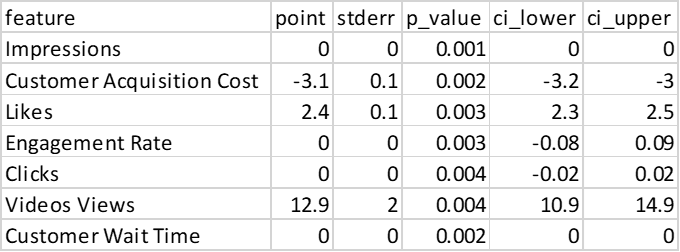 feature point stderr p_value ci_lower ci_upper
Impressions 0 0 0.001 0 0
Customer Acquisition Cost -3.1 0.1 0.002 -3.2 -3
Likes 2.4 0.1 0.003 2.3 2.5
Engagement Rate 0 0 0.003 -0.08 0.09
Clicks 0 0 0.004 -0.02 0.02
Videos Views 12.9 2 0.004 10.9 14.9
Customer Wait Time 0 0 0.002 0 0